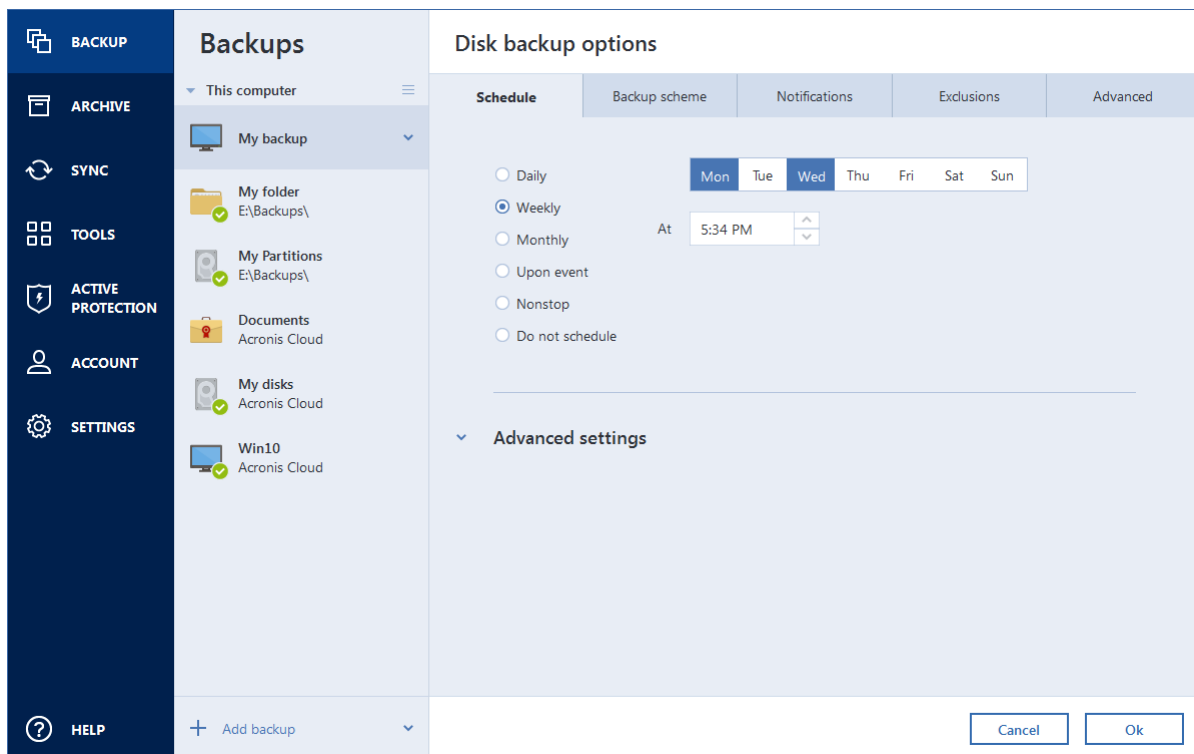 BACKUP
ARCHIVE
SYNC
TOOLS
ACTIVE
PROTECTION
ACCOUNT
SETTINGS
HELP
Backups
This computer
My backup
My folder
E:\Backups\
My Partitions
E:\Backups\
Documents
Acronis Cloud
My disks
Acronis Cloud
Win10
Acronis Cloud
Add backup
Disk backup options
Schedule Backup scheme Notifications Exclusions Advanced
Daily
Weekly
Monthly
Upon event
Nonstop
Do not schedule
Mon Tue Wed Thu Fri Sat Sun
At 5:34 PM
Advanced settings
Cancel Ok